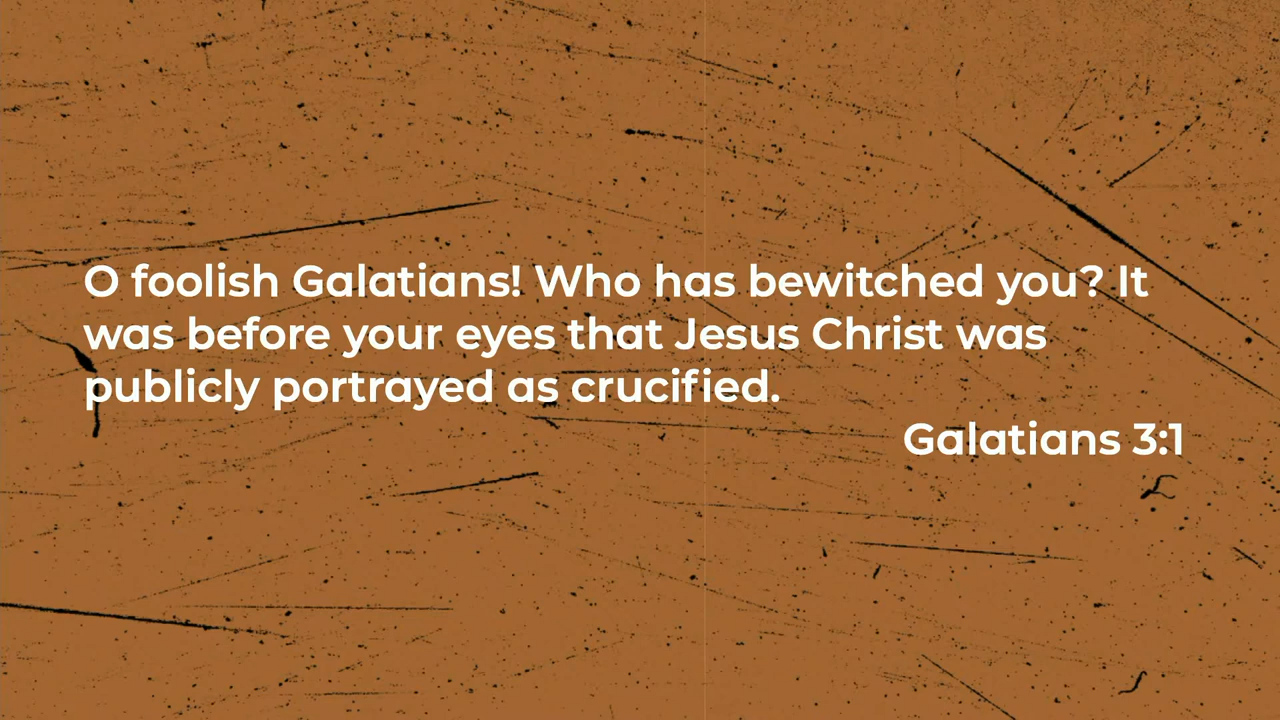 O foolish Galatians! Who has bewitched you? It
was before your eyes that Jesus Christ was
publicly portrayed as crucified.
Galatians 3:1